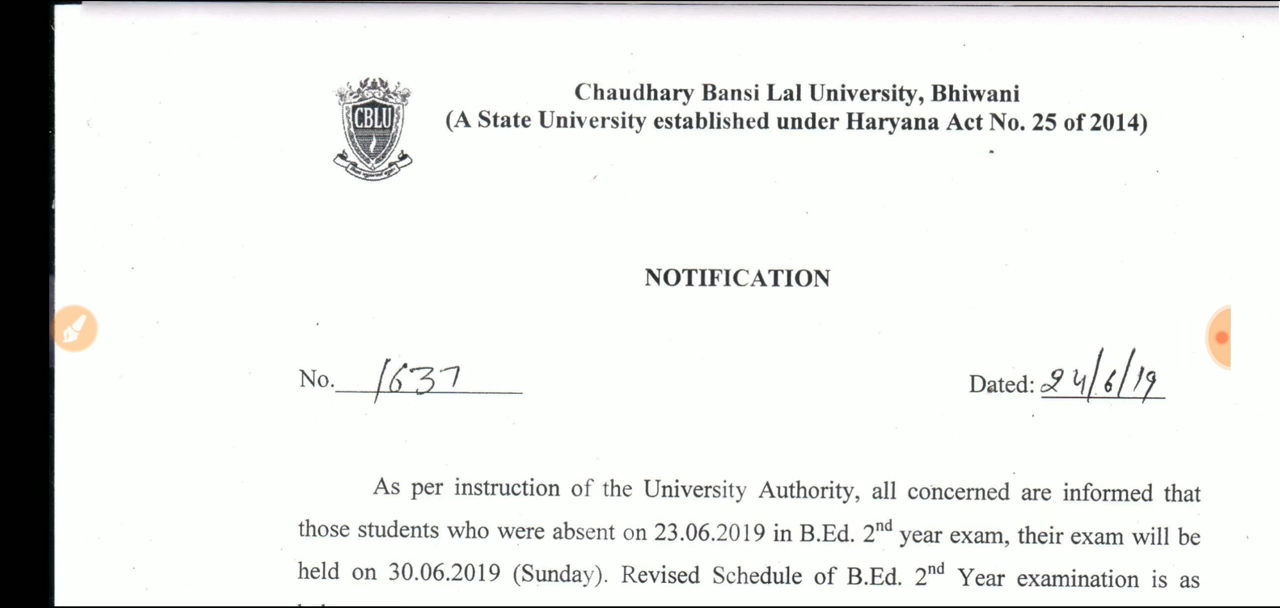 Chaudhary Bansi Lal University, Bhiwani
(A State University established under Haryana Act No. 25 of 2014)
CBLU
NOTIFICATION
No. 1637
Dated: 24/6/19
As per instruction of the University Authority, all concerned are informed that
those students who were absent on 23.06.2019 in B.Ed. 2nd year exam, their exam will be
held on 30.06.2019 (Sunday). Revised Schedule of B.Ed. 2nd Year examination is as